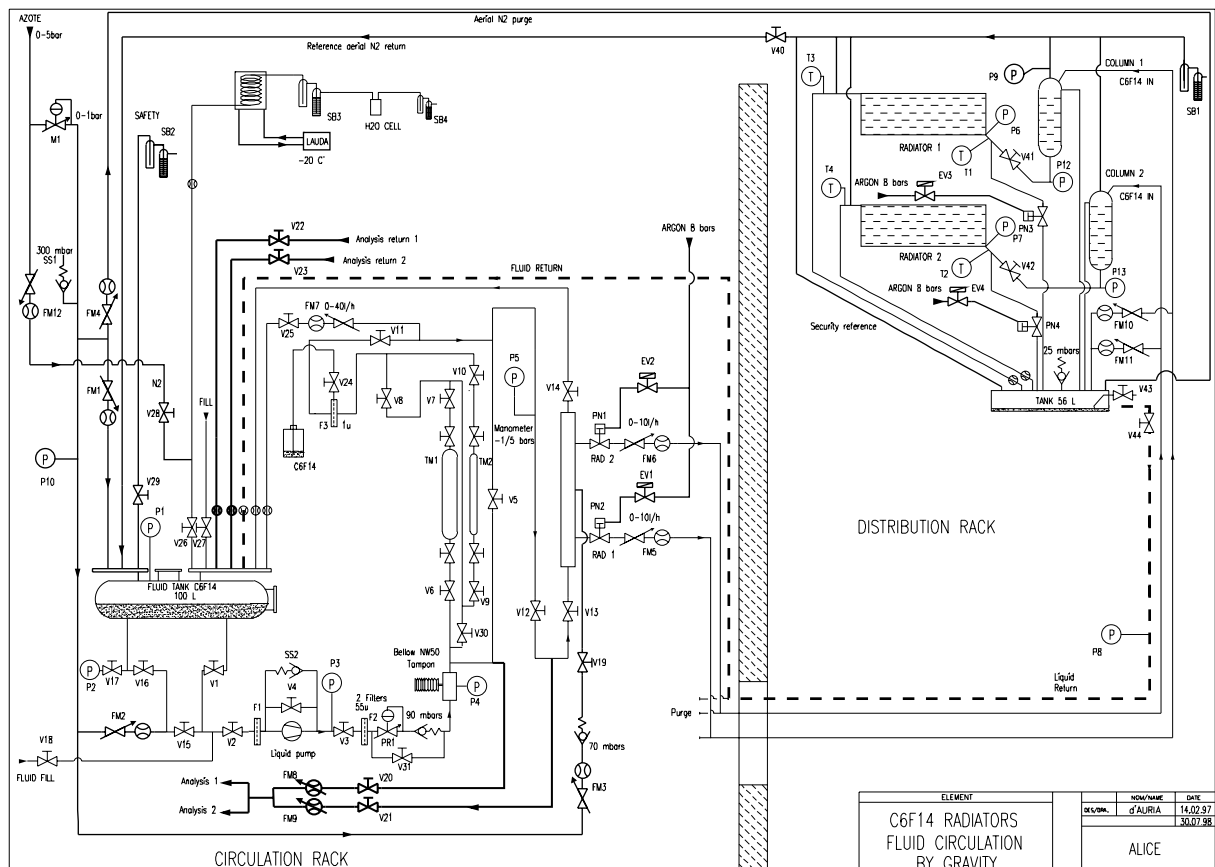 AZOTE
0-5bar
Aerial N2 purge
Reference aerial N2 return
V40
M1
0-1bar
SAFETY
SB2
SB3
H2O CELL
SB4
LAUDA
-20 C°
T3
T
P9
P
COLUMN 1
C6F14 IN
SB1
P
P6
RADIATOR 1
T
T1
V41
P12
P
T4
T
ARGON 8 bars
EV3
PN3
COLUMN 2
C6F14 IN
P
P7
RADIATOR 2
T
T2
V42
P13
P
ARGON 8 bars
EV4
PN4
FM10
FM11
25 mbars
Security reference
TANK 56 L
V43
V44
300 mbar
SS1
FM12
FM4
V22
Analysis return 1
V23
Analysis return 2
FLUID RETURN
ARGON 8 bars
FM7 0-40l/h
V25
V11
V24
F3
1u
C6F14
V8
V10
V7
P5
P
Manometer
-1/5 bars
V14
EV2
PN1
0-10l/h
RAD 2
FM6
EV1
PN2
0-10l/h
RAD 1
FM5
N2
V28
FILL
FM1
P
P10
V29
P1
P
V26
V27
TM1
TM2
V5
V6
V9
V30
V12
V13
V19
FLUID TANK C6F14
100 L
P
P2
V17
V16
V1
SS2
V4
P3
P
Bellow NW50
Tampon
P
P4
FM2
V15
V2
F1
Liquid pump
V3
2 Filters
55u
F2
PR1
90 mbars
V31
V18
FLUID FILL
Analysis 1
FM8
V20
Analysis 2
FM9
V21
70 mbars
FM3
Purge
P8
P
Liquid
Return
DISTRIBUTION RACK
CIRCULATION RACK
ELEMENT
C6F14 RADIATORS
FLUID CIRCULATION
BY GRAVITY
NOM/NAME
DATE
DES/DRA.
d'AURIA
14.02.97
30.07.98
ALICE